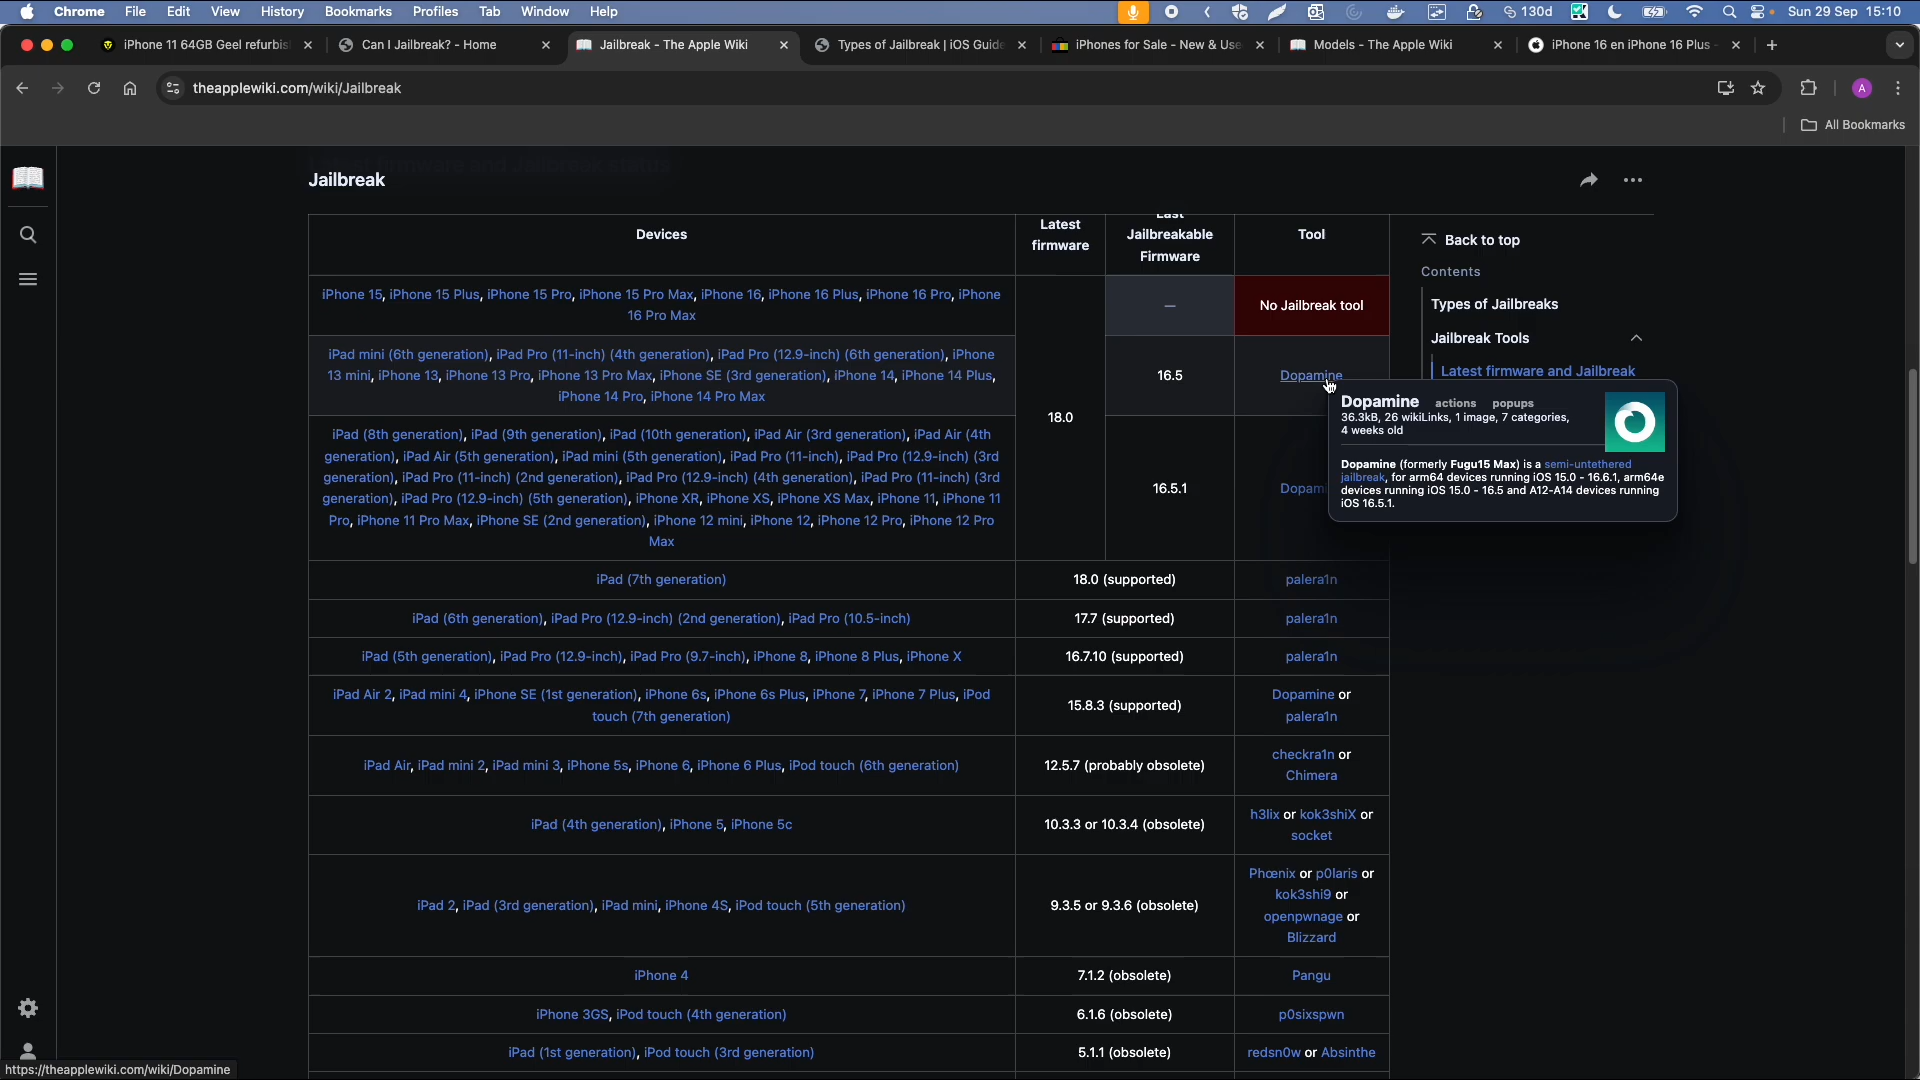 Chrome File Edit View History Bookmarks Profiles Tab Window Help 130d Sun 29 Sep 15:10
iPhone 11 64GB Geel refurbis Can I Jailbreak? - Home Jailbreak - The Apple Wiki Types of Jailbreak | iOS Guide iPhones for Sale - New & Use Models - The Apple Wiki iPhone 16 en iPhone 16 Plus -
theapplewiki.com/wiki/Jailbreak
A
All Bookmarks
Jailbreak
Devices
Latest
firmware
Last
Jailbreakable
Firmware
Tool
iPhone 15, iPhone 15 Plus, iPhone 15 Pro, iPhone 15 Pro Max, iPhone 16, iPhone 16 Plus, iPhone 16 Pro, iPhone
16 Pro Max
18.0
—
No Jailbreak tool
iPad mini (6th generation), iPad Pro (11-inch) (4th generation), iPad Pro (12.9-inch) (6th generation), iPhone
13 mini, iPhone 13, iPhone 13 Pro, iPhone 13 Pro Max, iPhone SE (3rd generation), iPhone 14, iPhone 14 Plus,
iPhone 14 Pro, iPhone 14 Pro Max
16.5
Dopamine
iPad (8th generation), iPad (9th generation), iPad (10th generation), iPad Air (3rd generation), iPad Air (4th
generation), iPad Air (5th generation), iPad mini (5th generation), iPad Pro (11-inch), iPad Pro (12.9-inch) (3rd
generation), iPad Pro (11-inch) (2nd generation), iPad Pro (12.9-inch) (4th generation), iPad Pro (11-inch) (3rd
generation), iPad Pro (12.9-inch) (5th generation), iPhone XR, iPhone XS, iPhone XS Max, iPhone 11, iPhone 11
Pro, iPhone 11 Pro Max, iPhone SE (2nd generation), iPhone 12 mini, iPhone 12, iPhone 12 Pro, iPhone 12 Pro
Max
16.5.1
Dopami
iPad (7th generation) 18.0 (supported) palera1n
iPad (6th generation), iPad Pro (12.9-inch) (2nd generation), iPad Pro (10.5-inch) 17.7 (supported) palera1n
iPad (5th generation), iPad Pro (12.9-inch), iPad Pro (9.7-inch), iPhone 8, iPhone 8 Plus, iPhone X 16.7.10 (supported) palera1n
iPad Air 2, iPad mini 4, iPhone SE (1st generation), iPhone 6s, iPhone 6s Plus, iPhone 7, iPhone 7 Plus, iPod
touch (7th generation)
15.8.3 (supported)
Dopamine or
palera1n
iPad Air, iPad mini 2, iPad mini 3, iPhone 5s, iPhone 6, iPhone 6 Plus, iPod touch (6th generation)
12.5.7 (probably obsolete)
checkra1n or
Chimera
iPad (4th generation), iPhone 5, iPhone 5c
10.3.3 or 10.3.4 (obsolete)
h3lix or kok3shiX or
socket
iPad 2, iPad (3rd generation), iPad mini, iPhone 4S, iPod touch (5th generation)
9.3.5 or 9.3.6 (obsolete)
Phœnix or p0laris or
kok3shi9 or
openpwnage or
Blizzard
iPhone 4 7.1.2 (obsolete) Pangu
iPhone 3GS, iPod touch (4th generation) 6.1.6 (obsolete) p0sixspwn
iPad (1st generation), iPod touch (3rd generation) 5.1.1 (obsolete) redsn0w or Absinthe
Back to top
Contents
Types of Jailbreaks
Jailbreak Tools
Latest firmware and Jailbreak
Dopamine actions popups
36.3kB, 26 wikiLinks, 1 image, 7 categories,
4 weeks old
Dopamine (formerly Fugu15 Max) is a semi-untethered
jailbreak, for arm64 devices running iOS 15.0 - 16.6.1, arm64e
devices running iOS 15.0 - 16.5 and A12-A14 devices running
iOS 16.5.1.
https://theapplewiki.com/wiki/Dopamine